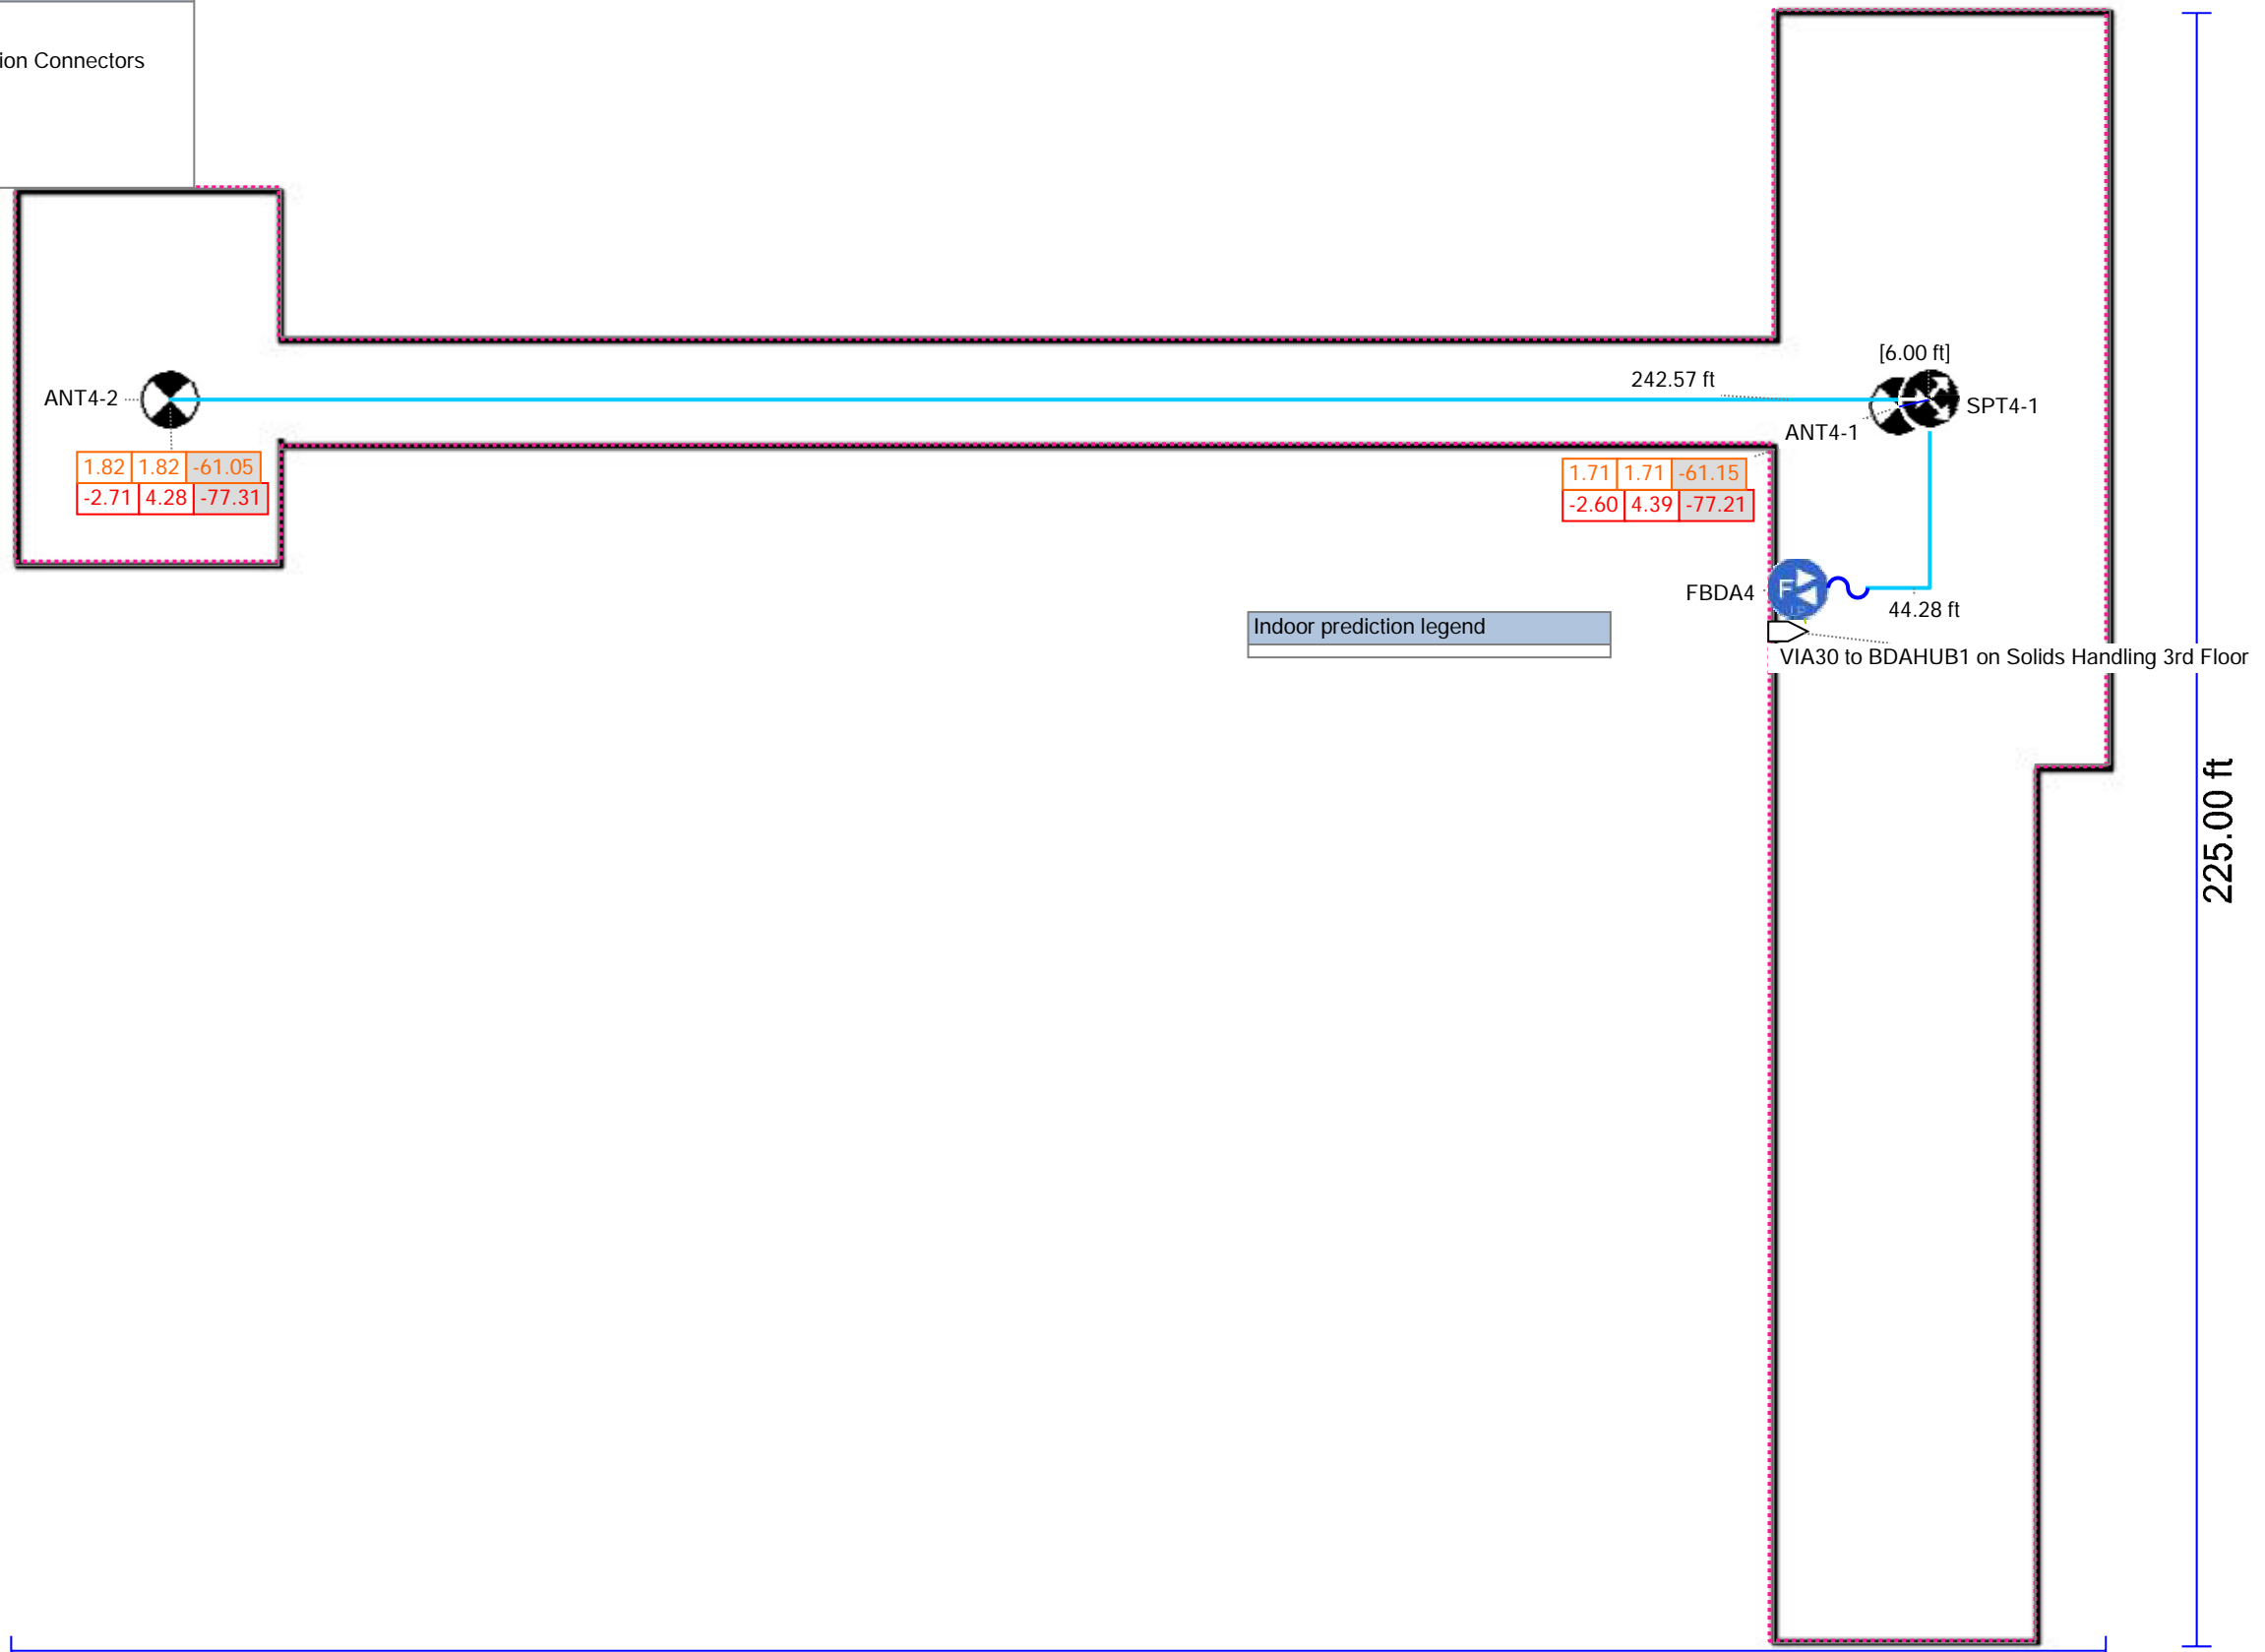 ion Connectors
[6.00 ft]
242.57 ft
ANT4-2
SPT4-1
ANT4-1
1.82 1.82 -61.05
-2.71 4.28 -77.31
1.71 1.71 -61.15
-2.60 4.39 -77.21
FBDA4
F
44.28 ft
Indoor prediction legend
VIA30 to BDAHUB1 on Solids Handling 3rd Floor
225.00 ft